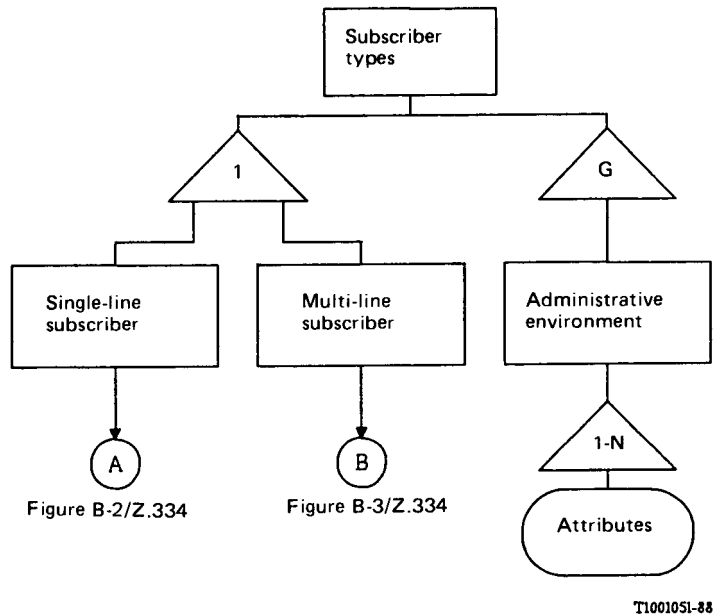 Subscriber
types
1
G
Single-line
subscriber
Multi-line
subscriber
Administrative
environment
A
B
1-N
Figure B-2/Z.334
Figure B-3/Z.334
Attributes
T1001051-88